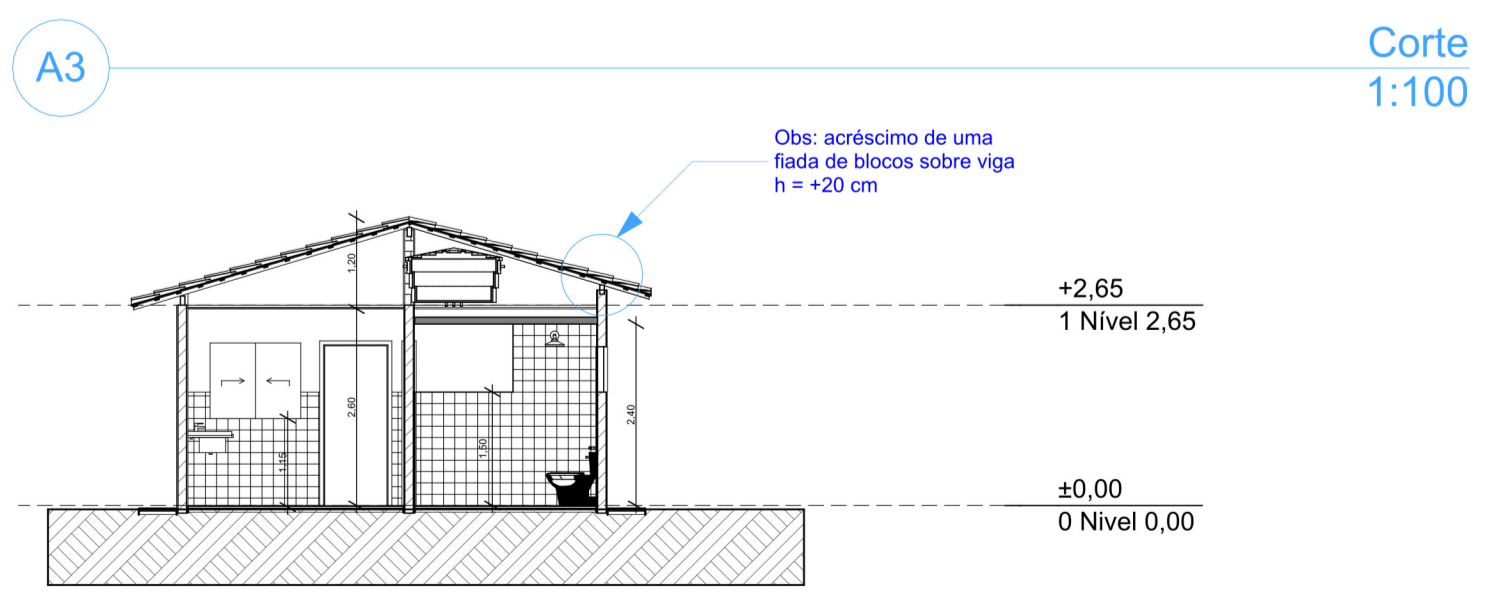 A3
Corte
1:100
Obs: acréscimo de uma
fiada de blocos sobre viga
h = +20 cm
1,20
+2,65
1 Nível 2,65
2,60
2,40
1,50
1,15
±0,00
0 Nivel 0,00